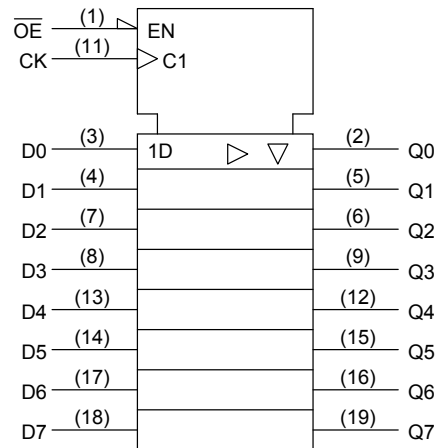 OE (1) EN
CK (11) C1
D0 (3) 1D (2) Q0
D1 (4) (5) Q1
D2 (7) (6) Q2
D3 (8) (9) Q3
D4 (13) (12) Q4
D5 (14) (15) Q5
D6 (17) (16) Q6
D7 (18) (19) Q7